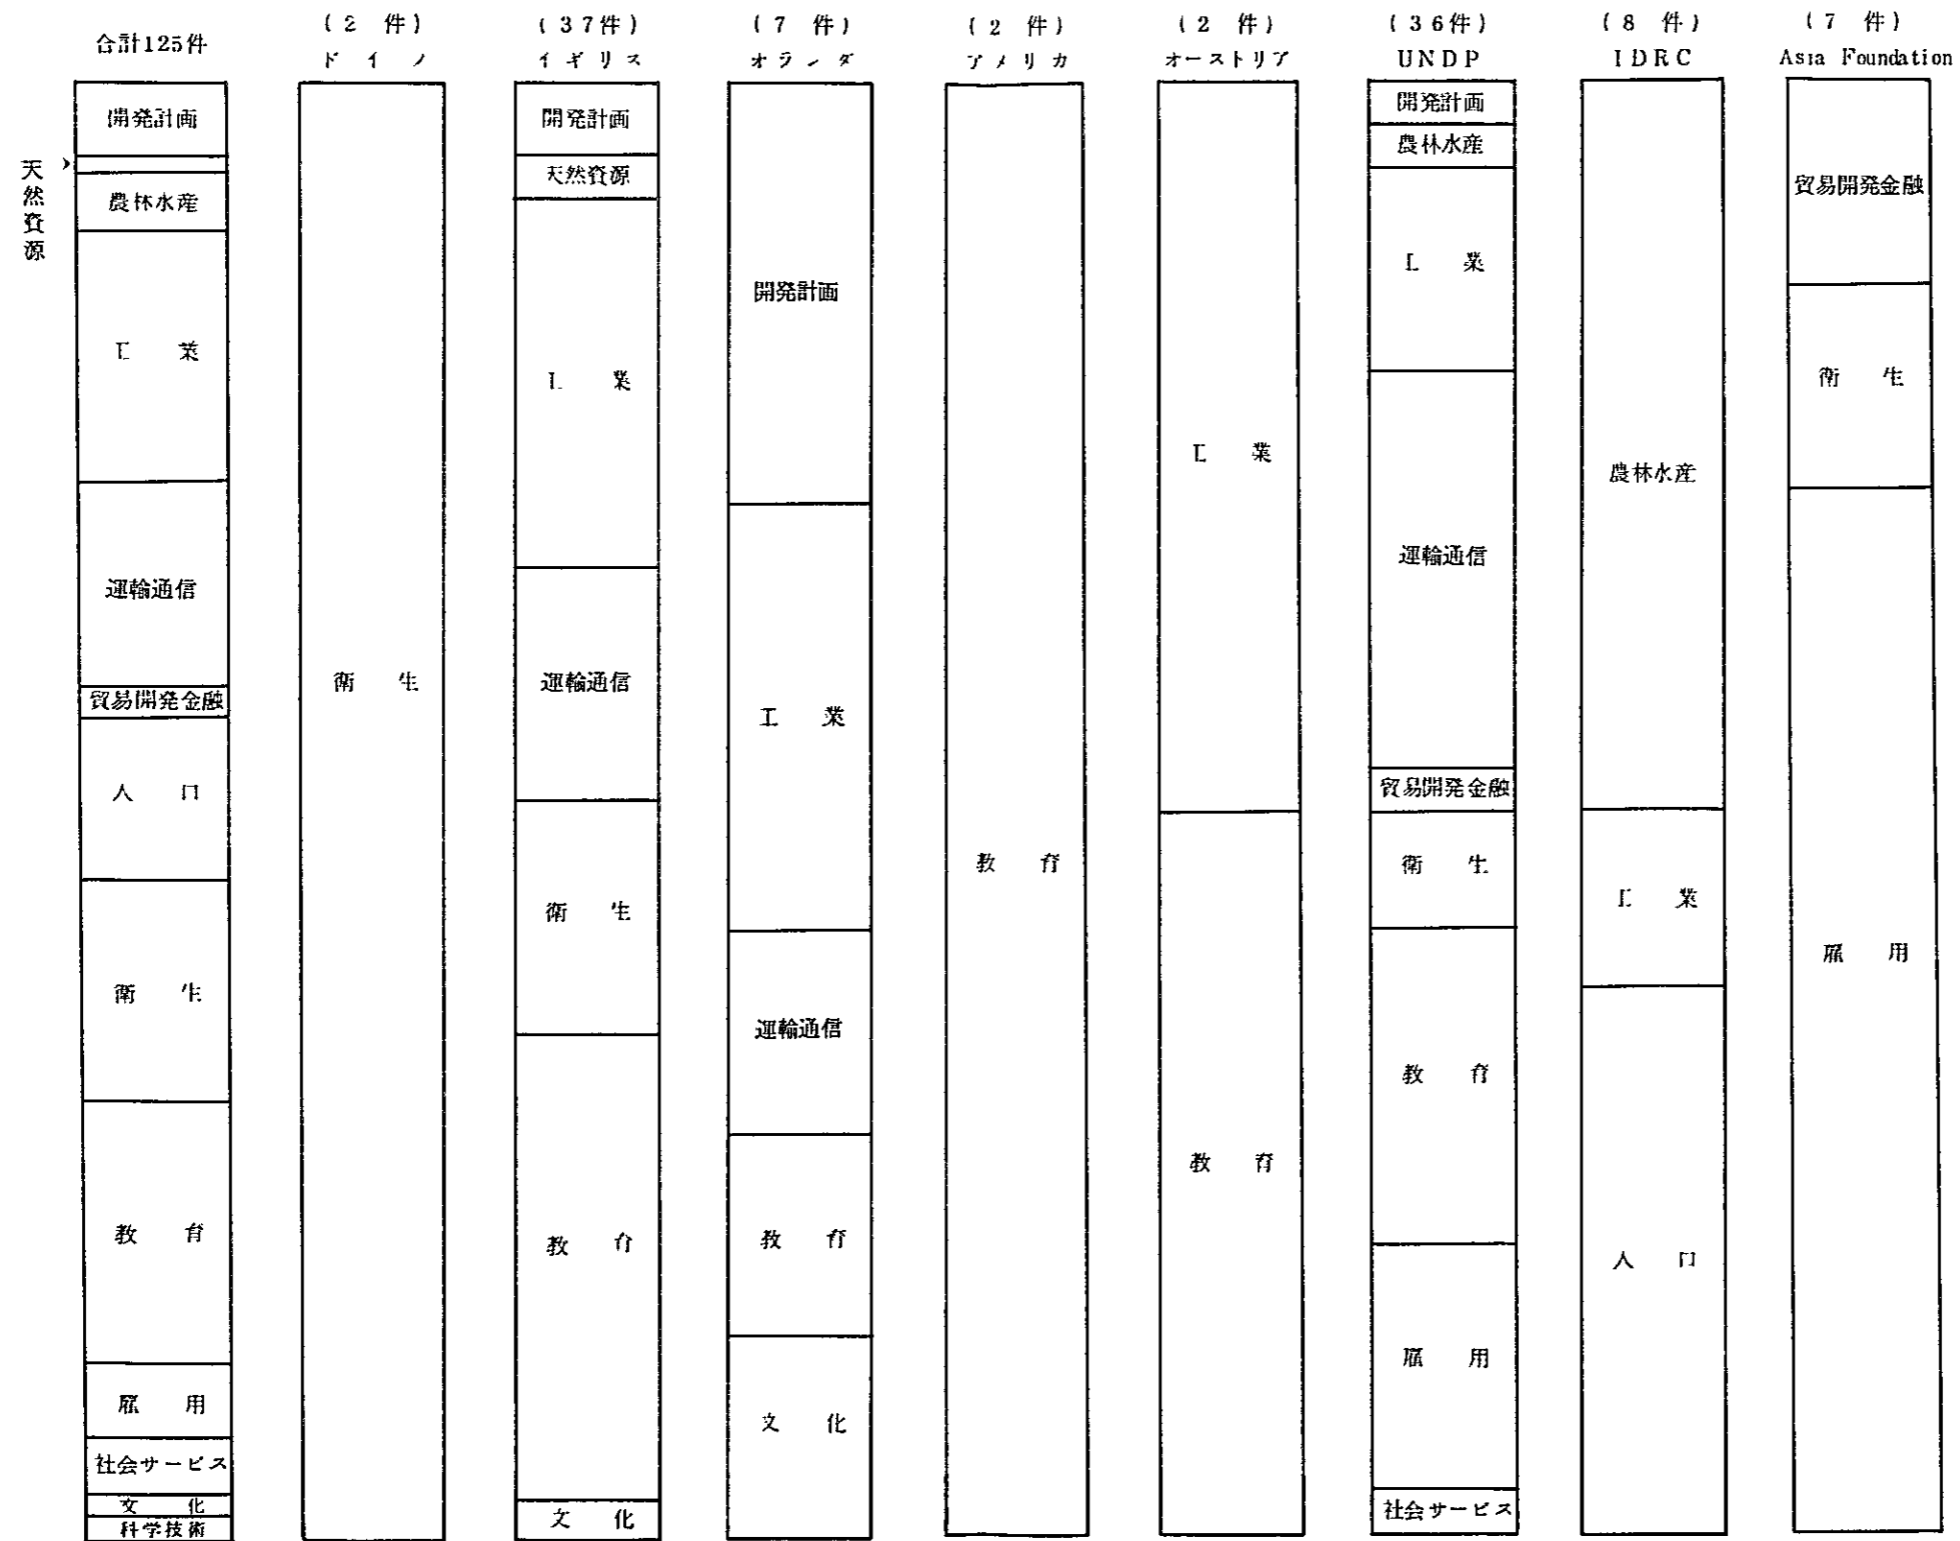 合計125件
開発計画
天然資源
農林水産
工 業
運輸通信
貿易開発金融
人 口
衛 生
教 育
雇 用
社会サービス
文 化
科学技術
(2 件)
ドイノ
衛 生
(37件)
イギリス
開発計画
天然資源
工 業
運輸通信
衛 生
教 育
文 化
(7 件)
オランダ
開発計画
工 業
運輸通信
教 育
文 化
(2 件)
アメリカ
教 育
(2 件)
オーストリア
工 業
教 育
(36件)
UNDP
開発計画
農林水産
工 業
運輸通信
貿易開発金融
衛 生
教 育
雇 用
社会サービス
(8 件)
IDRC
農林水産
工 業
人 口
(7 件)
Asia Foundation
貿易開発金融
衛 生
雇 用